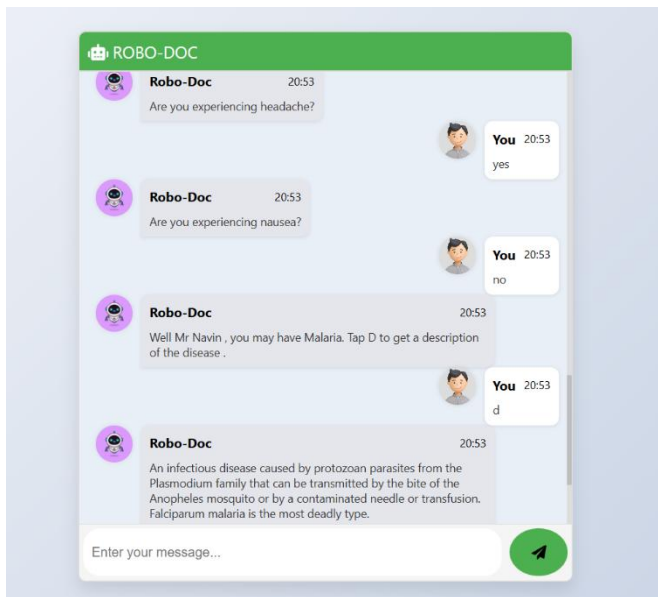 ROBO-DOC
Robo-Doc 20:53
Are you experiencing headache?
You 20:53
yes
Robo-Doc 20:53
Are you experiencing nausea?
You 20:53
no
Robo-Doc 20:53
Well Mr Navin , you may have Malaria. Tap D to get a description
of the disease .
You 20:53
d
Robo-Doc 20:53
An infectious disease caused by protozoan parasites from the
Plasmodium family that can be transmitted by the bite of the
Anopheles mosquito or by a contaminated needle or transfusion.
Falciparum malaria is the most deadly type.
Enter your message...